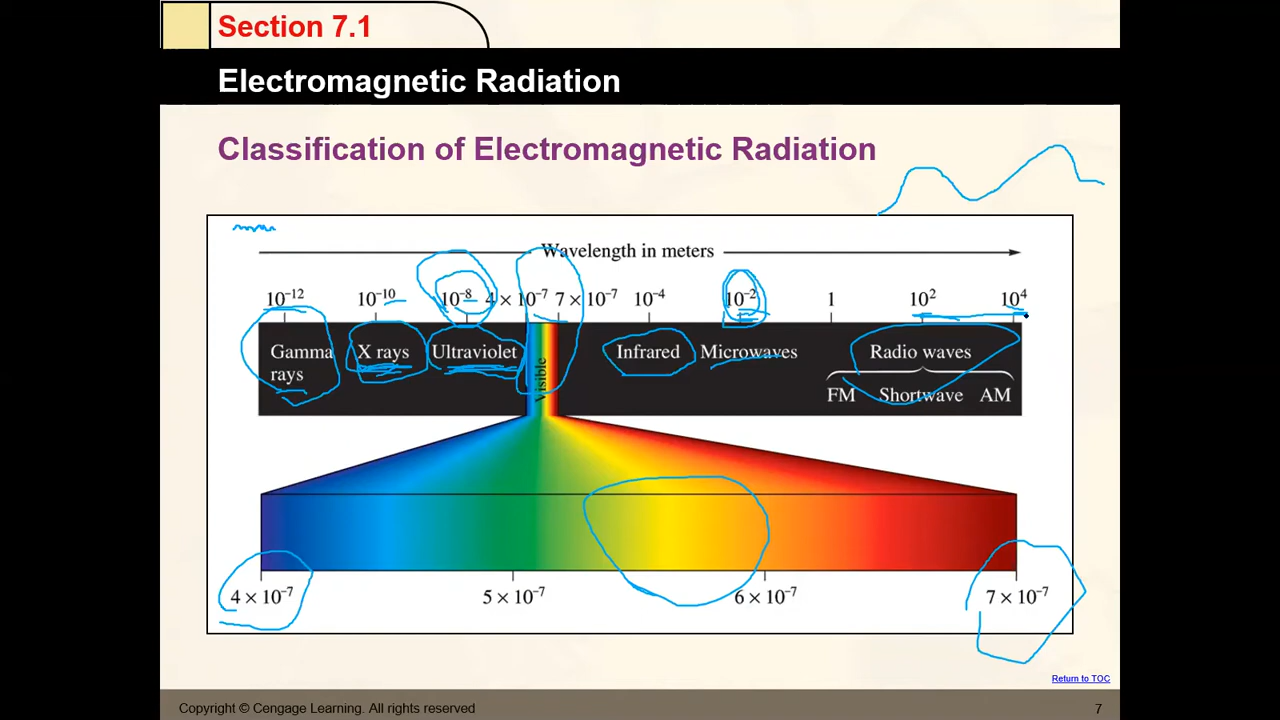 Section 7.1
Electromagnetic Radiation
Classification of Electromagnetic Radiation
Wavelength in meters
10⁻¹² 10⁻¹⁰ 10⁻⁸ 4 × 10⁻⁷ 7 × 10⁻⁷ 10⁻⁴ 10⁻² 1 10² 10⁴
Gamma rays X rays Ultraviolet Visible Infrared Microwaves Radio waves
FM Shortwave AM
4 × 10⁻⁷ 5 × 10⁻⁷ 6 × 10⁻⁷ 7 × 10⁻⁷
Return to TOC
Copyright © Cengage Learning. All rights reserved 7